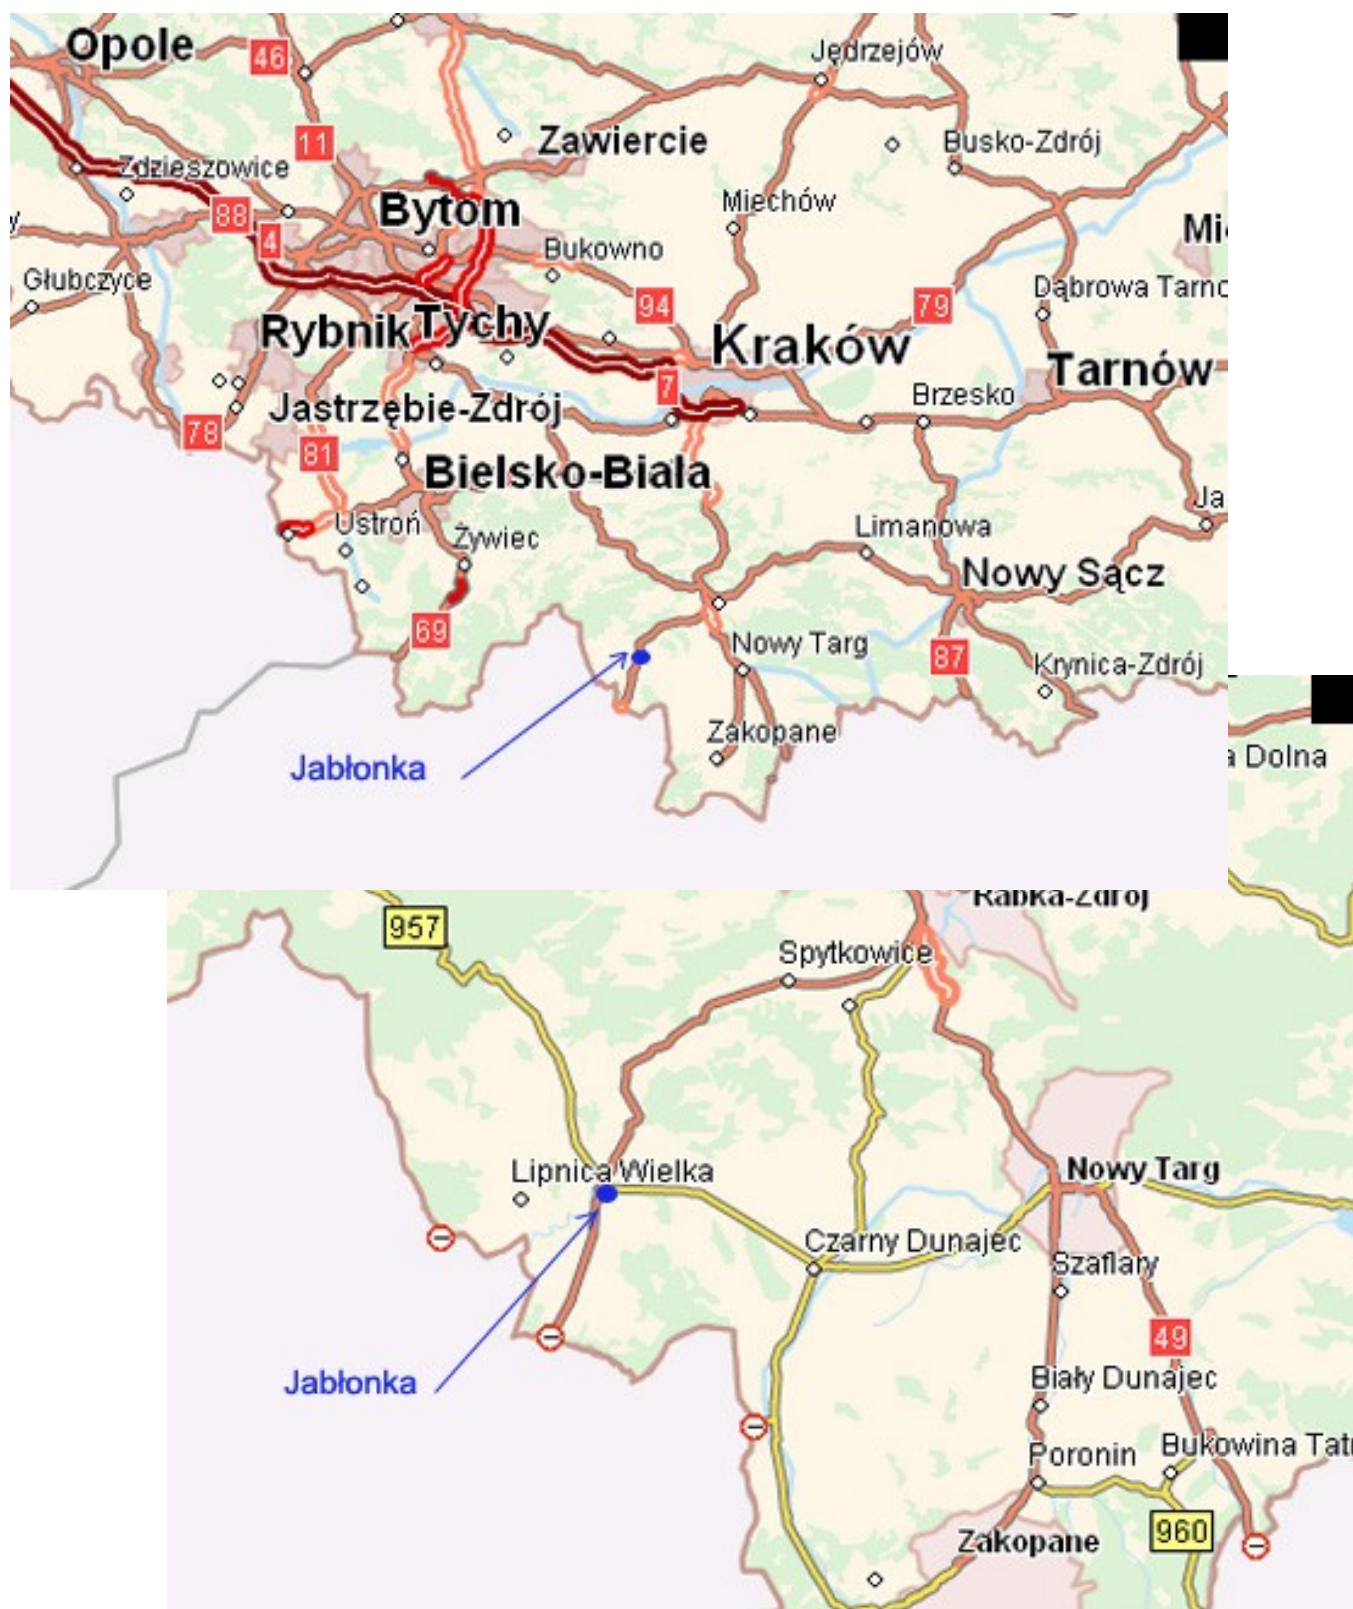 Opole
46
Jędrzejów
11
Zawiercie
Busko-Zdrój
Zdzieszowice
88
Bytom
Miechów
4
Bukowno
Głubczyce
94
79
Dąbrowa Tarno
Rybnik
Tychy
Kraków
Tarnów
7
Jastrzębie-Zdrój
Brzesko
78
81
Bielsko-Biala
Ustroń
Żywiec
Limanowa
Nowy Sącz
69
Nowy Targ
87
Krynica-Zdrój
Zakopane
Jabłonka
a Dolna
Rabka-Zdrój
957
Spytkowice
Lipnica Wielka
Nowy Targ
Czarny Dunajec
Szaflary
49
Jabłonka
Biały Dunajec
Poronin
Bukowina Tat
960
Zakopane